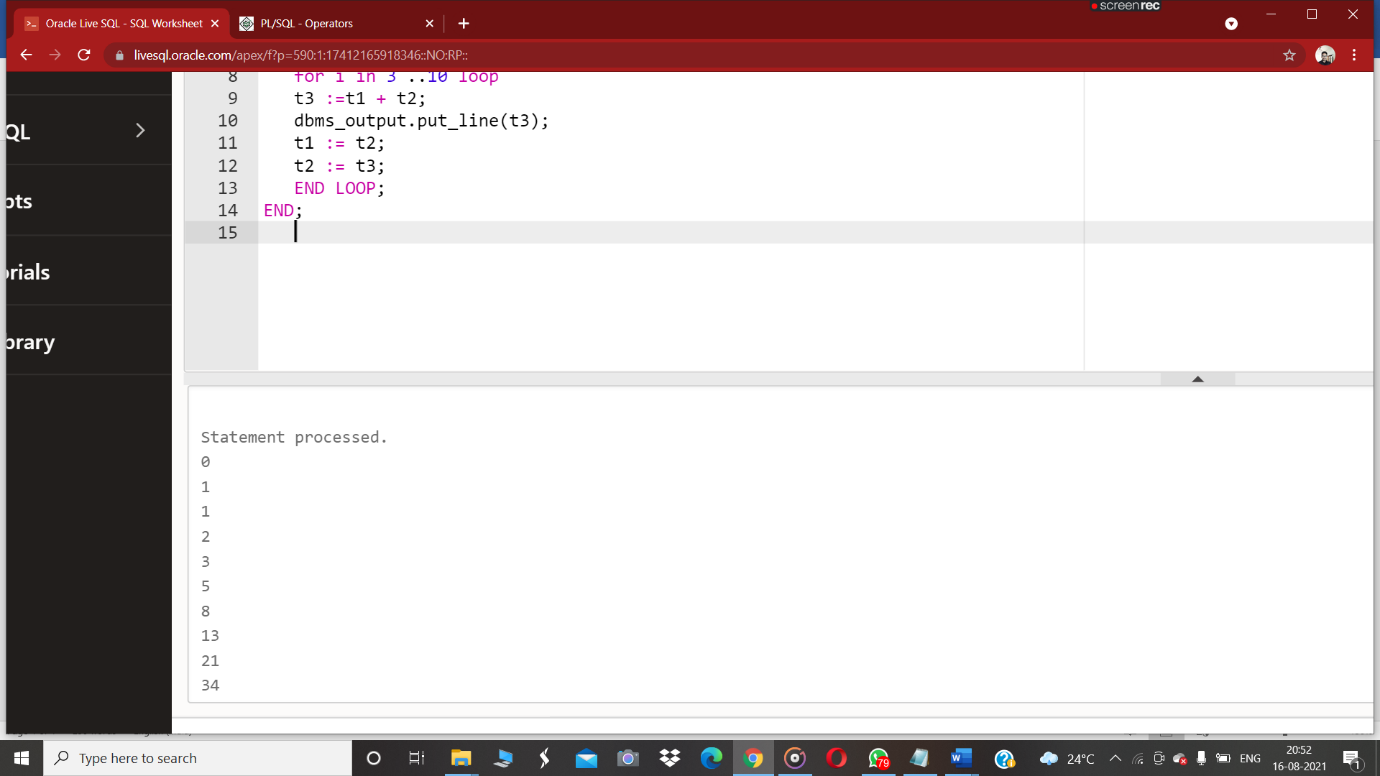 screenrec
Oracle Live SQL - SQL Worksheet
PL/SQL - Operators
livesql.oracle.com/apex/f?p=590:1:17412165918346::NO:RP::
8 for i in 3 ..10 loop
9 t3 :=t1 + t2;
10 dbms_output.put_line(t3);
11 t1 := t2;
12 t2 := t3;
13 END LOOP;
14 END;
15
QL
pts
orials
brary
Statement processed.
0
1
1
2
3
5
8
13
21
34
Type here to search
79
W
24°C
ENG
20:52
16-08-2021
1